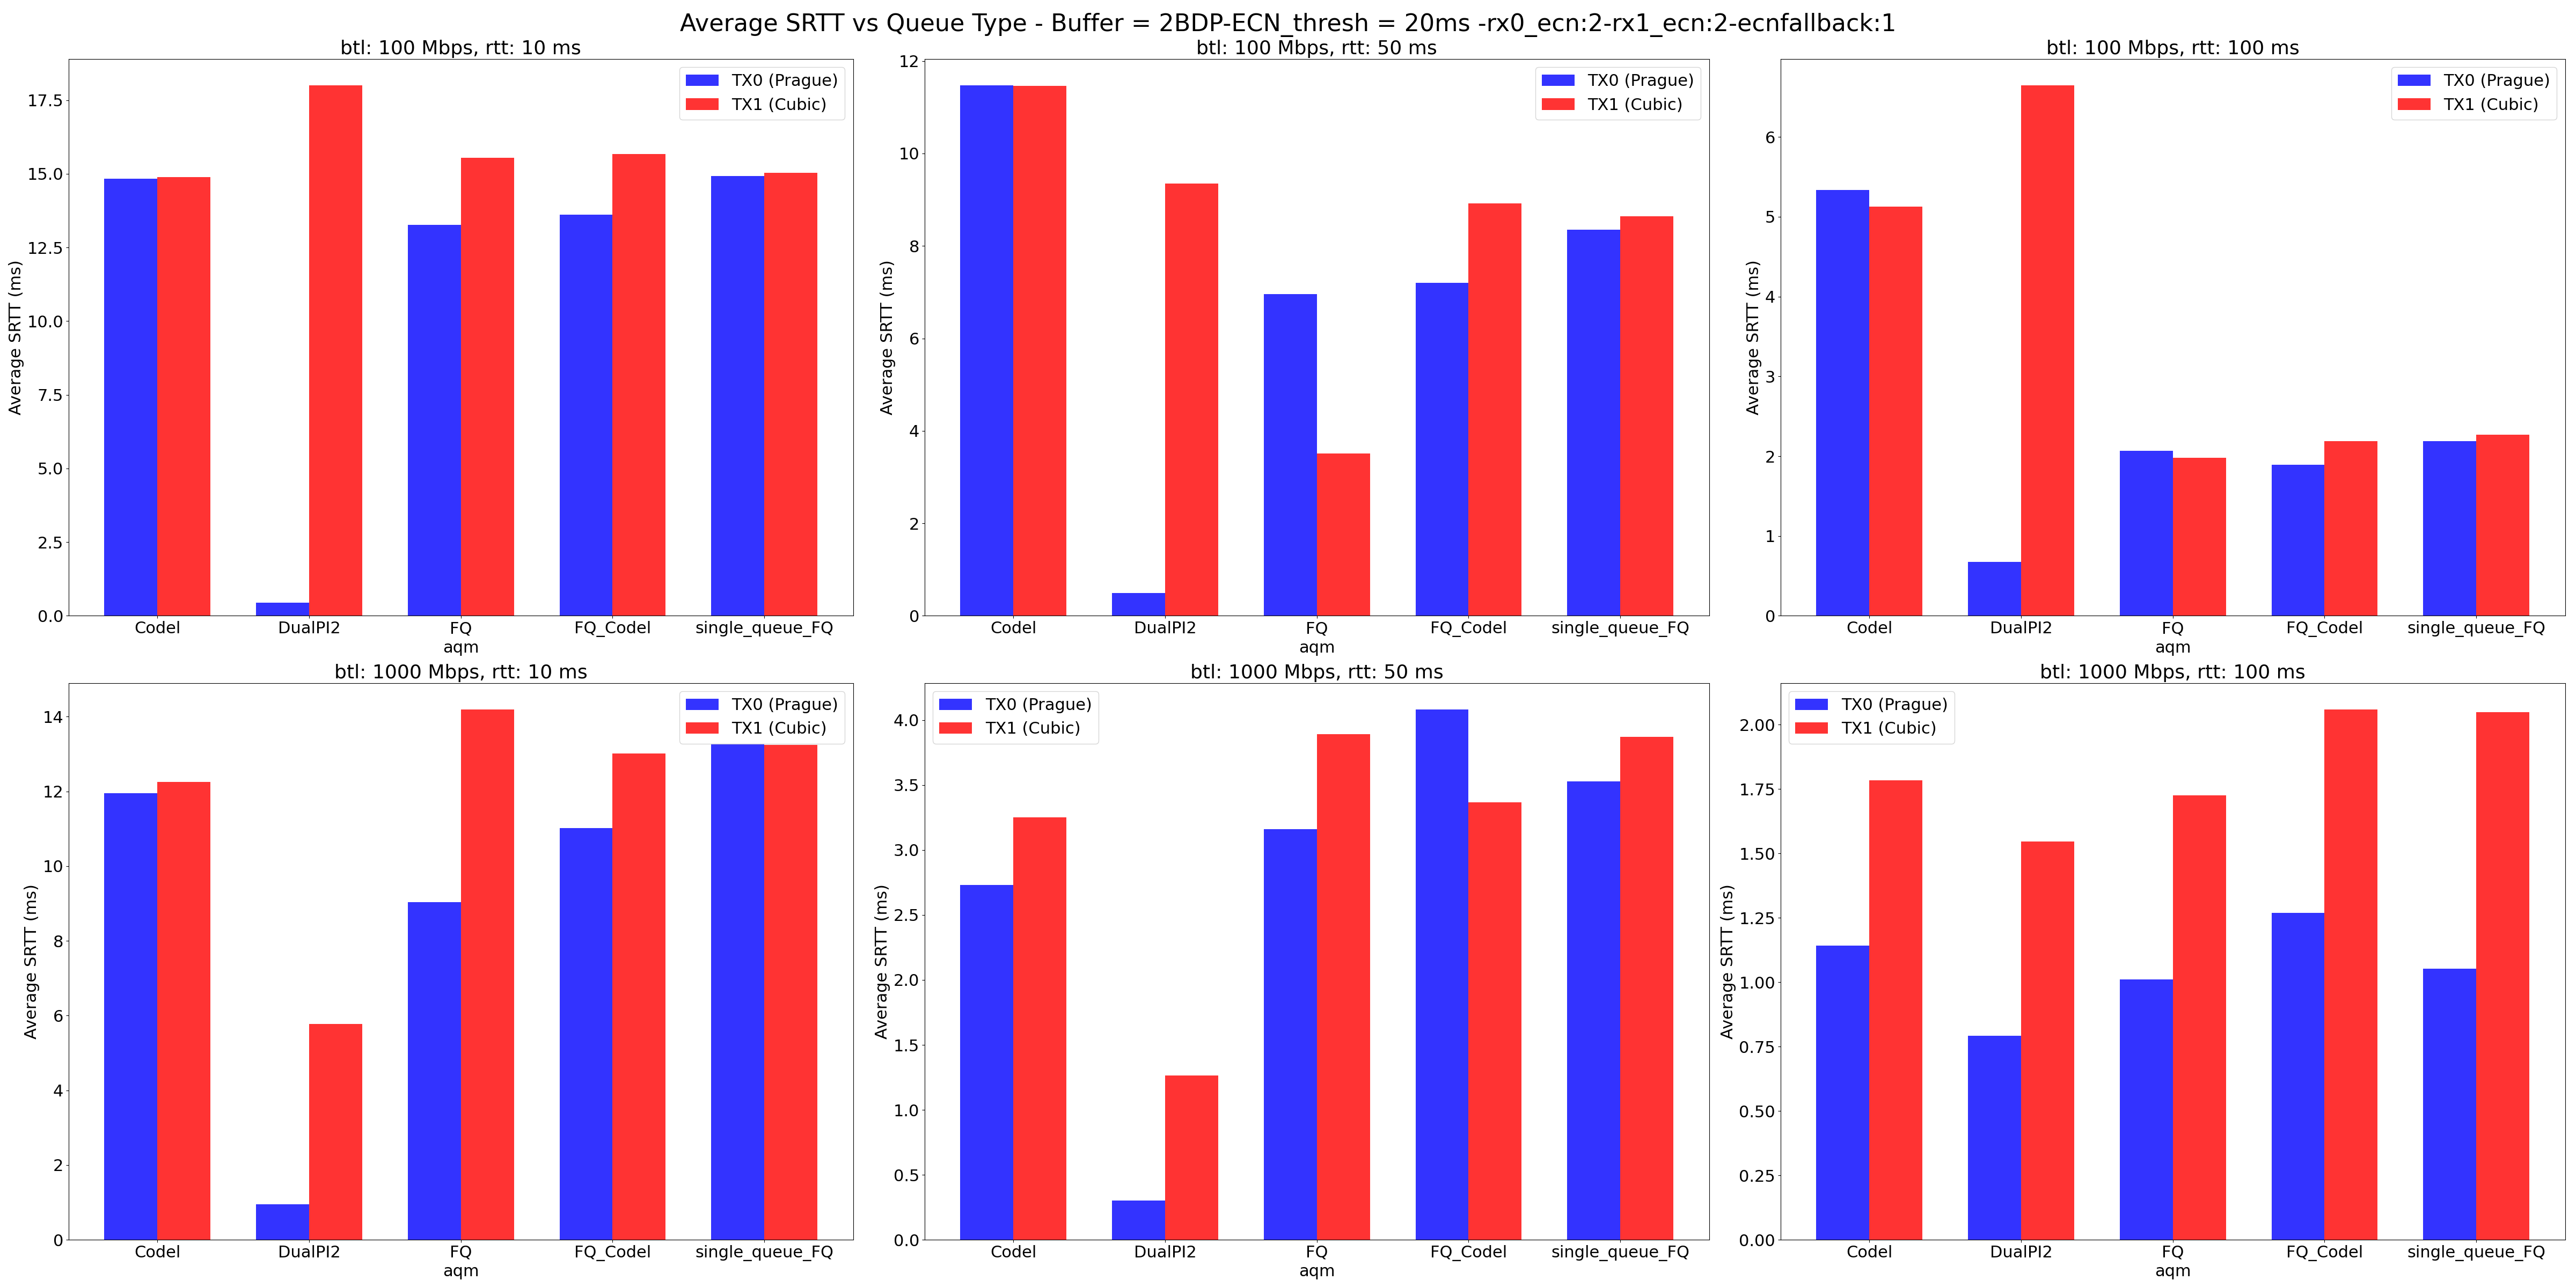 Average SRTT vs Queue Type - Buffer = 2BDP-ECN_thresh = 20ms -rx0_ecn:2-rx1_ecn:2-ecnfallback:1
btl: 100 Mbps, rtt: 10 ms
TX0 (Prague)
TX1 (Cubic)
Average SRTT (ms)
17.5
15.0
12.5
10.0
7.5
5.0
2.5
0.0
Codel DualPI2 FQ FQ_Codel single_queue_FQ
aqm
btl: 100 Mbps, rtt: 50 ms
TX0 (Prague)
TX1 (Cubic)
Average SRTT (ms)
12
10
8
6
4
2
0
Codel DualPI2 FQ FQ_Codel single_queue_FQ
aqm
btl: 100 Mbps, rtt: 100 ms
TX0 (Prague)
TX1 (Cubic)
Average SRTT (ms)
6
5
4
3
2
1
0
Codel DualPI2 FQ FQ_Codel single_queue_FQ
aqm
btl: 1000 Mbps, rtt: 10 ms
TX0 (Prague)
TX1 (Cubic)
Average SRTT (ms)
14
12
10
8
6
4
2
0
Codel DualPI2 FQ FQ_Codel single_queue_FQ
aqm
btl: 1000 Mbps, rtt: 50 ms
TX0 (Prague)
TX1 (Cubic)
Average SRTT (ms)
4.0
3.5
3.0
2.5
2.0
1.5
1.0
0.5
0.0
Codel DualPI2 FQ FQ_Codel single_queue_FQ
aqm
btl: 1000 Mbps, rtt: 100 ms
TX0 (Prague)
TX1 (Cubic)
Average SRTT (ms)
2.00
1.75
1.50
1.25
1.00
0.75
0.50
0.25
0.00
Codel DualPI2 FQ FQ_Codel single_queue_FQ
aqm